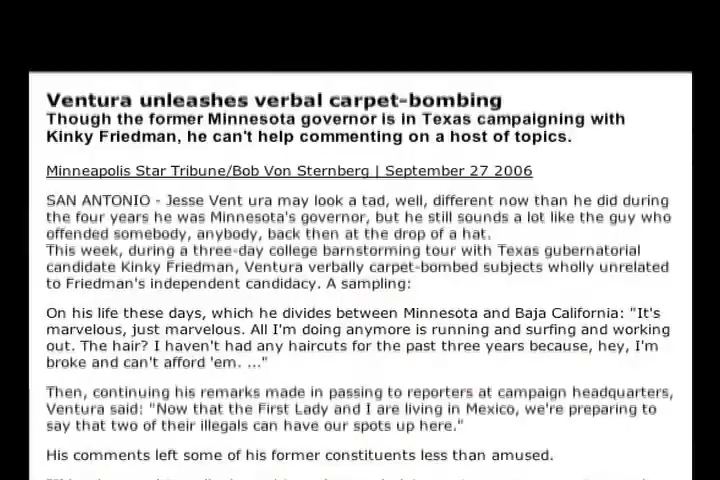 Ventura unleashes verbal carpet-bombing
Though the former Minnesota governor is in Texas campaigning with
Kinky Friedman, he can't help commenting on a host of topics.
Minneapolis Star Tribune/Bob Von Sternberg | September 27 2006
SAN ANTONIO - Jesse Vent ura may look a tad, well, different now than he did during
the four years he was Minnesota's governor, but he still sounds a lot like the guy who
offended somebody, anybody, back then at the drop of a hat.
This week, during a three-day college barnstorming tour with Texas gubernatorial
candidate Kinky Friedman, Ventura verbally carpet-bombed subjects wholly unrelated
to Friedman's independent candidacy. A sampling:
On his life these days, which he divides between Minnesota and Baja California: "It's
marvelous, just marvelous. All I'm doing anymore is running and surfing and working
out. The hair? I haven't had any haircuts for the past three years because, hey, I'm
broke and can't afford 'em. ..."
Then, continuing his remarks made in passing to reporters at campaign headquarters,
Ventura said: "Now that the First Lady and I are living in Mexico, we're preparing to
say that two of their illegals can have our spots up here."
His comments left some of his former constituents less than amused.